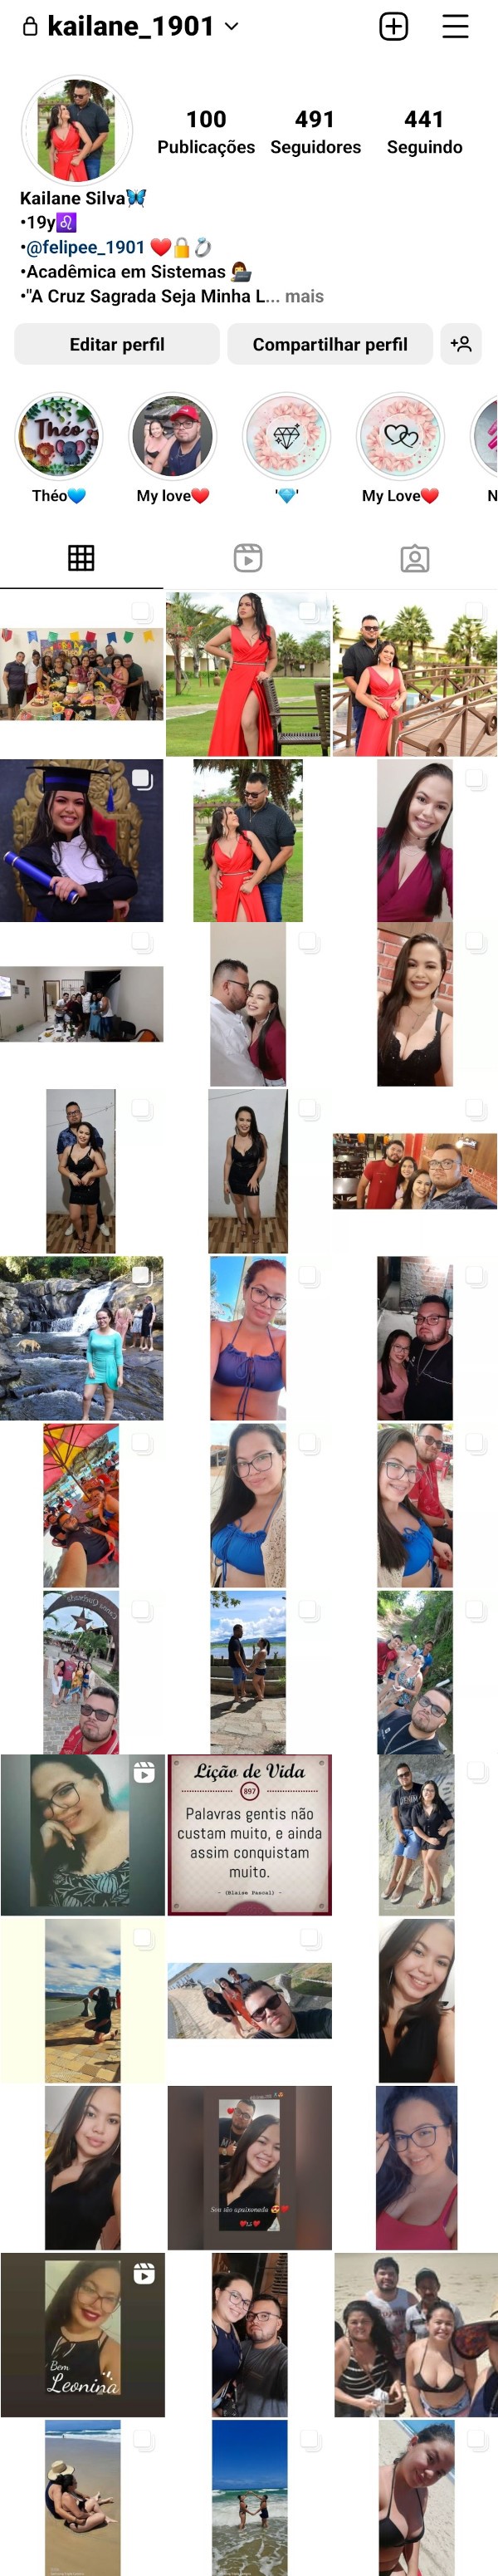 kailane_1901
100 491 441
Publicações Seguidores Seguindo
Kailane Silva🦋
•19y♌
•@felipee_1901 ❤️🔒💍
•Acadêmica em Sistemas 👩‍💻
•"A Cruz Sagrada Seja Minha L... mais
Editar perfil Compartilhar perfil
Théo
Théo💙 My love❤️ '💎' My Love❤️ N
Lição de Vida
897
Palavras gentis não
custam muito, e ainda
assim conquistam
muito.
- (Blaise Pascal) -
Sou tão apaixonada 😍❤️
Bem
Leonina